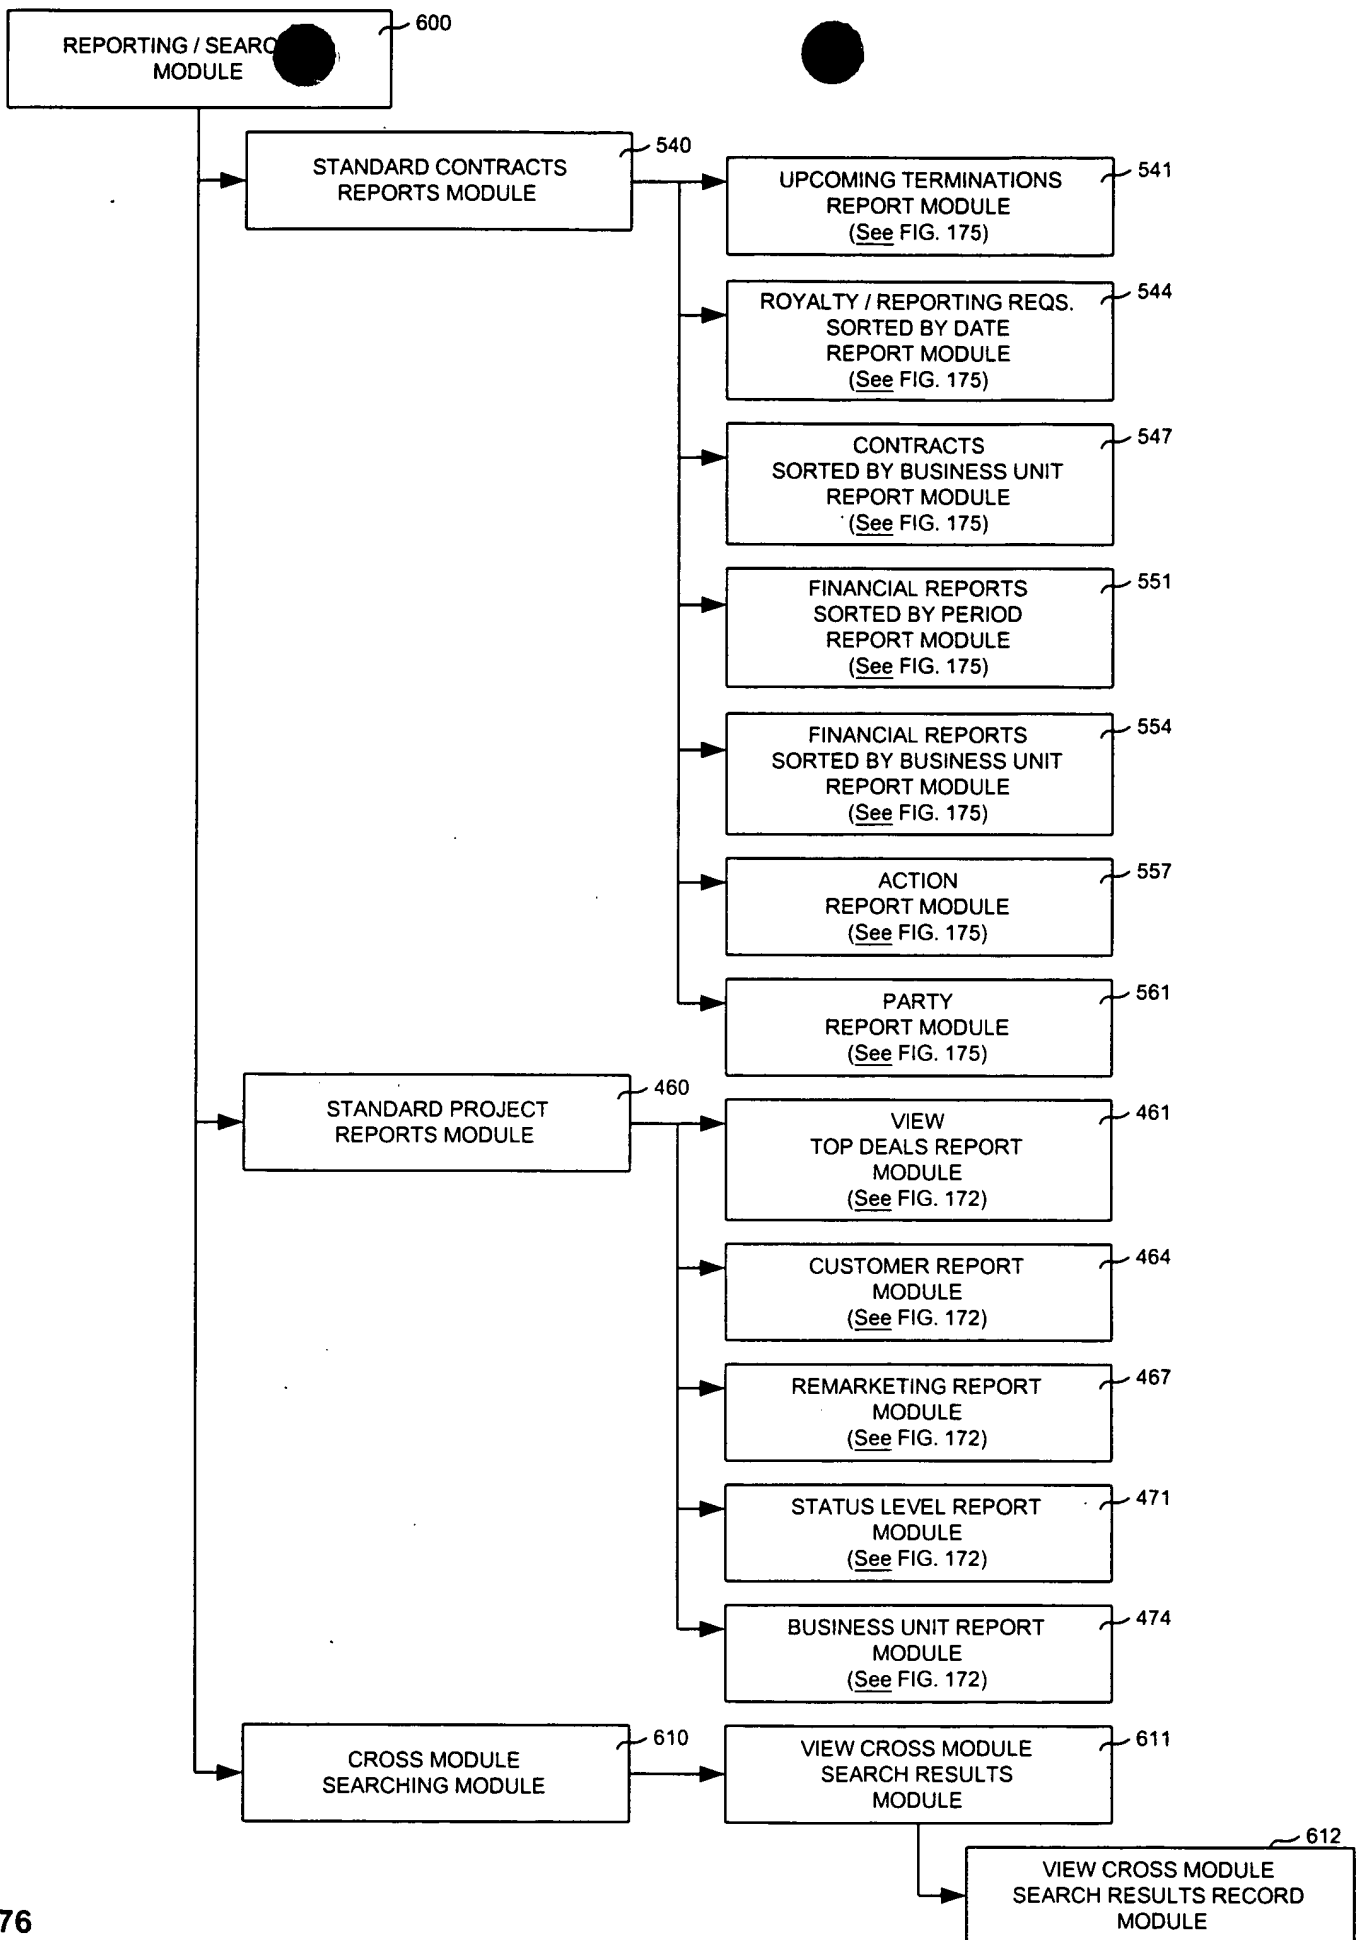 600
REPORTING / SEARC
MODULE
540
STANDARD CONTRACTS
REPORTS MODULE
541
UPCOMING TERMINATIONS
REPORT MODULE
(See FIG. 175)
544
ROYALTY / REPORTING REQS.
SORTED BY DATE
REPORT MODULE
(See FIG. 175)
547
CONTRACTS
SORTED BY BUSINESS UNIT
REPORT MODULE
(See FIG. 175)
551
FINANCIAL REPORTS
SORTED BY PERIOD
REPORT MODULE
(See FIG. 175)
554
FINANCIAL REPORTS
SORTED BY BUSINESS UNIT
REPORT MODULE
(See FIG. 175)
557
ACTION
REPORT MODULE
(See FIG. 175)
561
PARTY
REPORT MODULE
(See FIG. 175)
460
STANDARD PROJECT
REPORTS MODULE
461
VIEW
TOP DEALS REPORT
MODULE
(See FIG. 172)
464
CUSTOMER REPORT
MODULE
(See FIG. 172)
467
REMARKETING REPORT
MODULE
(See FIG. 172)
471
STATUS LEVEL REPORT
MODULE
(See FIG. 172)
474
BUSINESS UNIT REPORT
MODULE
(See FIG. 172)
610
CROSS MODULE
SEARCHING MODULE
611
VIEW CROSS MODULE
SEARCH RESULTS
MODULE
612
VIEW CROSS MODULE
SEARCH RESULTS RECORD
MODULE
76